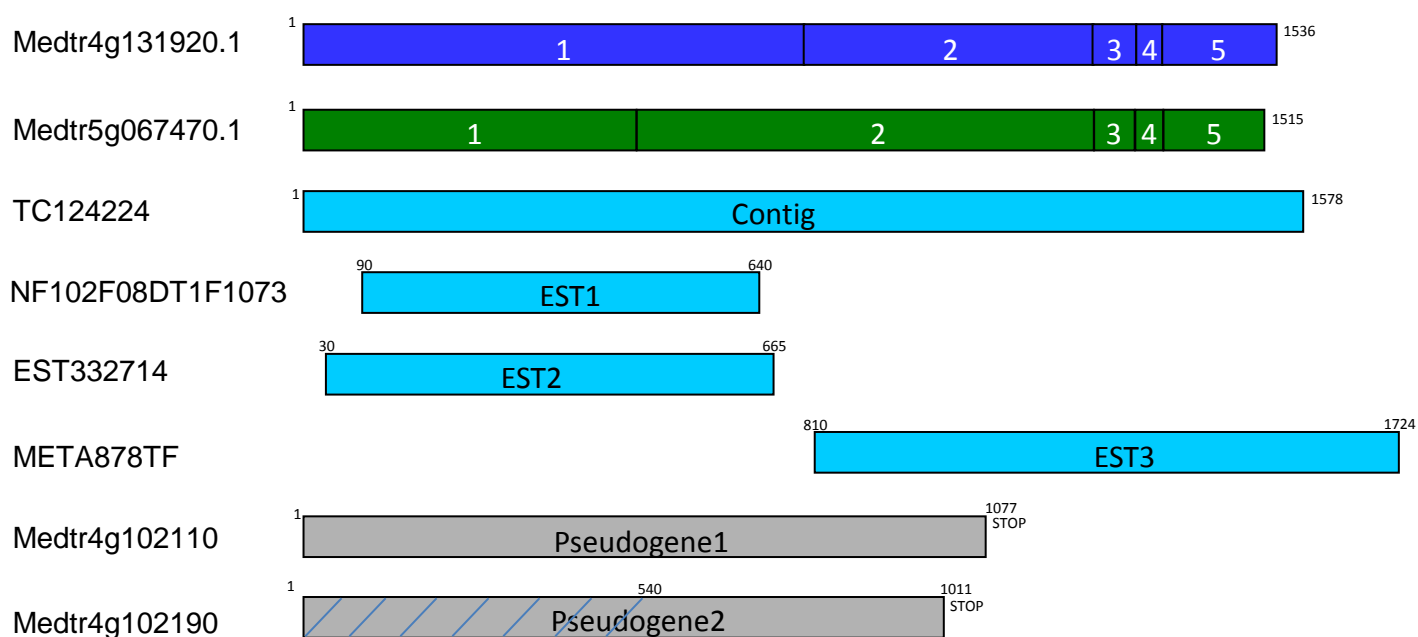 Medtr4g131920.1 1 1 2 3 4 5 1536
Medtr5g067470.1 1 1 2 3 4 5 1515
TC124224 1 Contig 1578
90 640
NF102F08DT1F1073 EST1
30 665
EST332714 EST2
810 1724
META878TF EST3
1 1077
STOP
Medtr4g102110 Pseudogene1
1 540 1011
STOP
Medtr4g102190 Pseudogene2